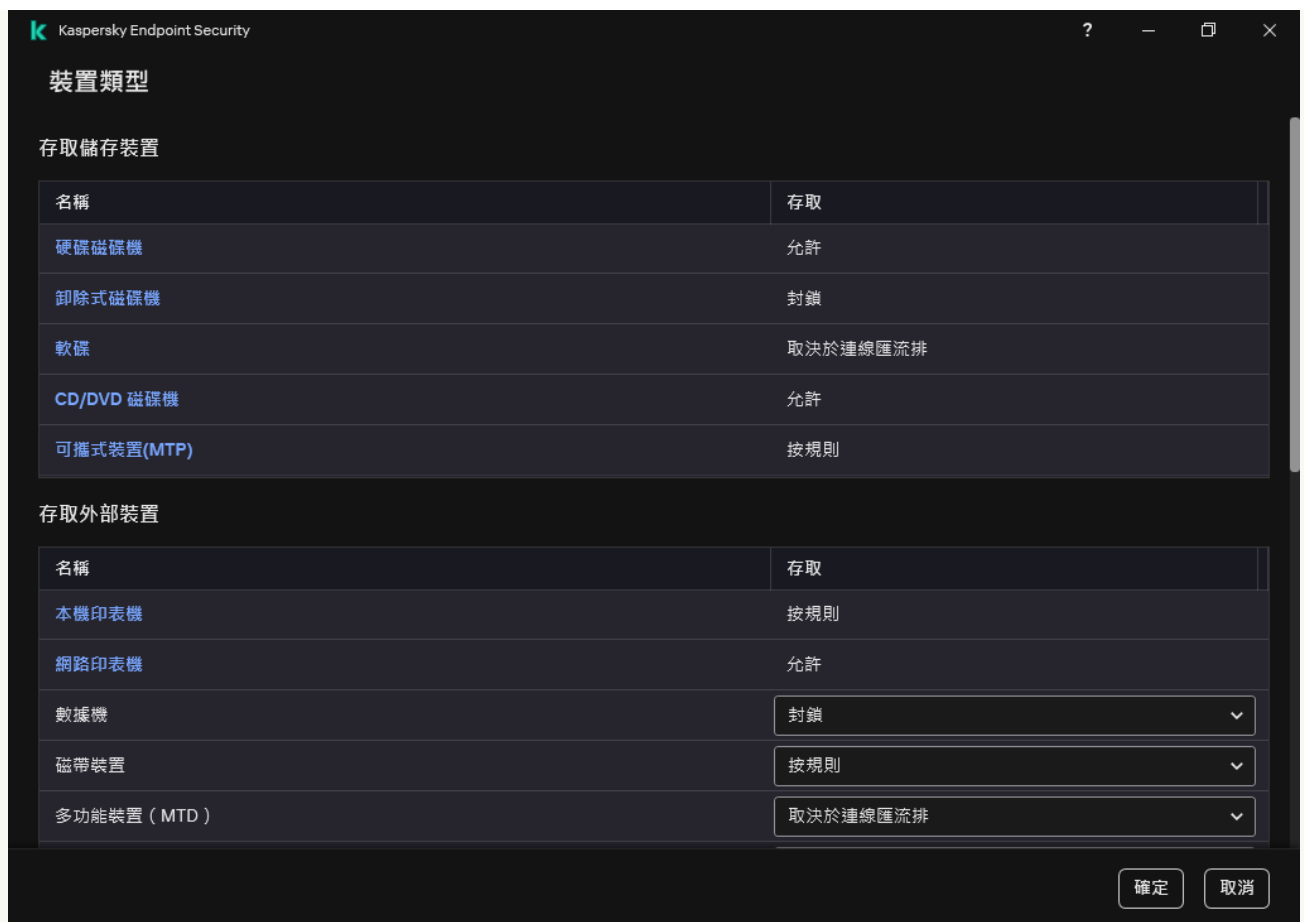 Kaspersky Endpoint Security ?
裝置類型
存取儲存裝置
名稱 存取
硬碟磁碟機 允許
卸除式磁碟機 封鎖
軟碟 取決於連線匯流排
CD/DVD 磁碟機 允許
可攜式裝置(MTP) 按規則
存取外部裝置
名稱 存取
本機印表機 按規則
網路印表機 允許
數據機 封鎖
磁帶裝置 按規則
多功能裝置（MTD） 取決於連線匯流排
確定 取消